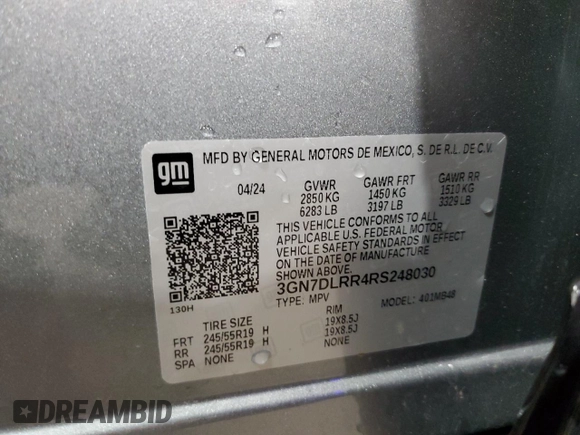 gm
MFD BY GENERAL MOTORS DE MEXICO, S. DE R.L. DE C.V.
04/24 GVWR GAWR FRT GAWR RR
2850 KG 1450 KG 1510 KG
6283 LB 3197 LB 3329 LB
THIS VEHICLE CONFORMS TO ALL
APPLICABLE U.S. FEDERAL MOTOR
VEHICLE SAFETY STANDARDS IN EFFECT
ON THE DATE OF MANUFACTURE
3GN7DLRR4RS248030
TYPE: MPV MODEL: 401MB48
130H
TIRE SIZE RIM
FRT 245/55R19 H 19X8.5J
RR 245/55R19 H 19X8.5J
SPA NONE NONE
DREAMBID